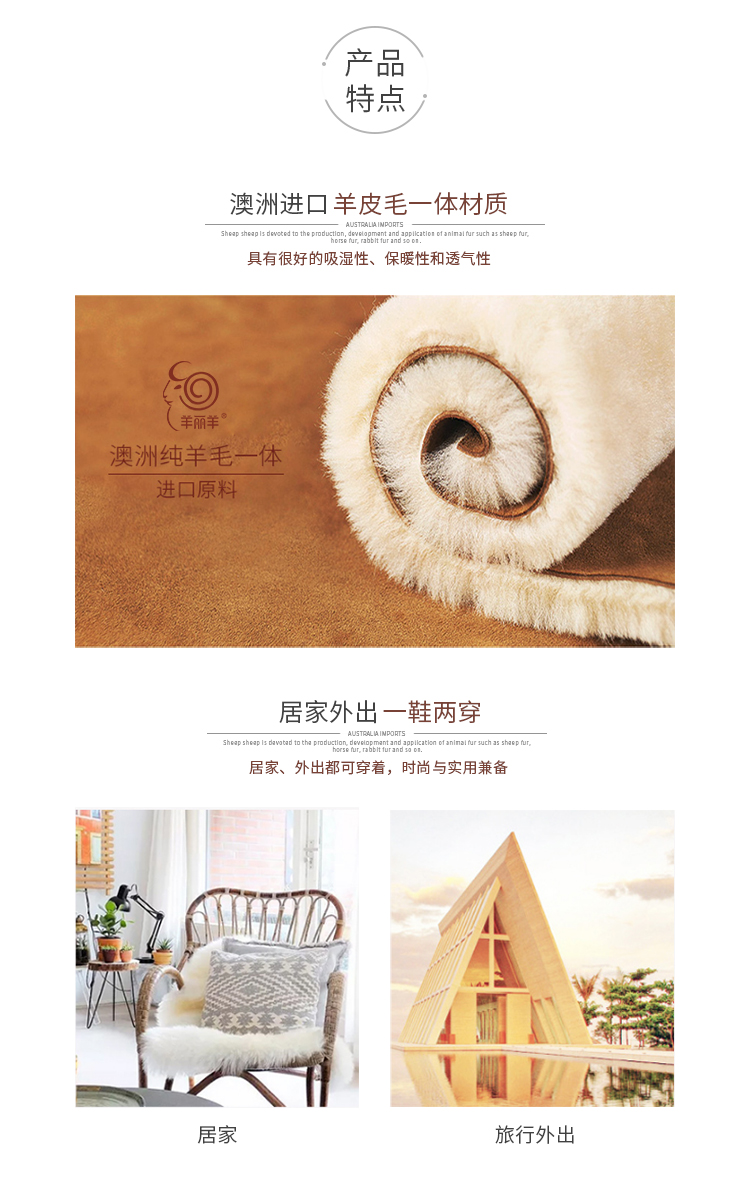 产品
特点
澳洲进口羊皮毛一体材质
AUSTRALIA IMPORTS
Sheep sheep is devoted to the production, development and application of animal fur such as sheep fur,
horse fur, rabbit fur and so on.
具有很好的吸湿性、保暖性和透气性
羊丽羊®
澳洲纯羊毛一体
进口原料
居家外出一鞋两穿
AUSTRALIA IMPORTS
Sheep sheep is devoted to the production, development and application of animal fur such as sheep fur,
horse fur, rabbit fur and so on.
居家、外出都可穿着，时尚与实用兼备
居家
旅行外出